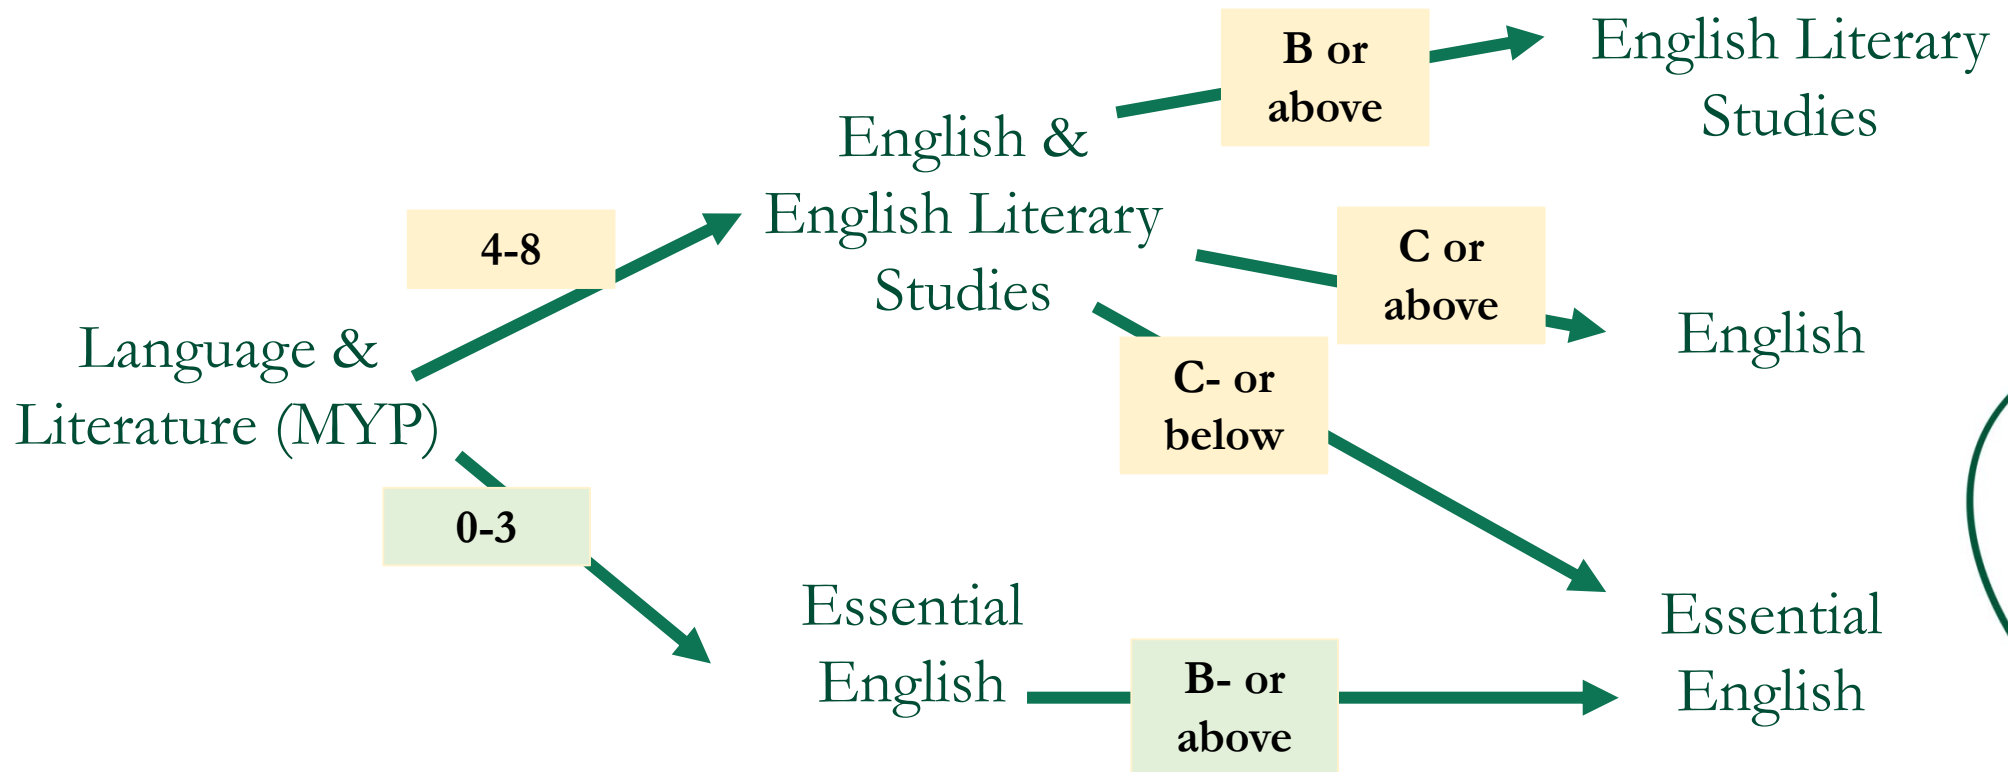 Language &
Literature (MYP)
4-8
0-3
English &
English Literary
Studies
Essential
English
B or
above
C or
above
C- or
below
B- or
above
English Literary
Studies
English
Essential
English